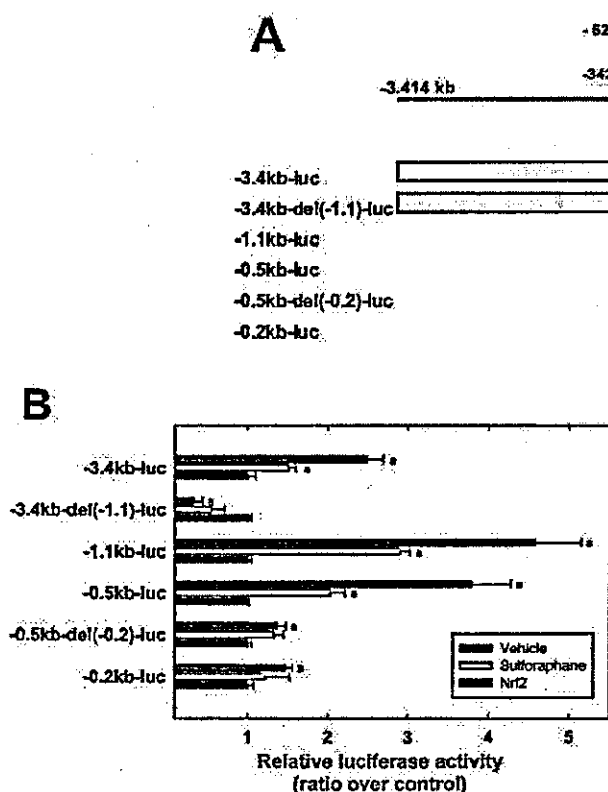 A
-52
-342
-3.414 kb
-3.4kb-luc
-3.4kb-del(-1.1)-luc
-1.1kb-luc
-0.5kb-luc
-0.5kb-del(-0.2)-luc
-0.2kb-luc
B
-3.4kb-luc
a
a
-3.4kb-del(-1.1)-luc
a
-1.1kb-luc
a
a
-0.5kb-luc
a
a
-0.5kb-del(-0.2)-luc
a
-0.2kb-luc
a
Vehicle
Sulforaphane
Nrf2
1 2 3 4 5
Relative luciferase activity
(ratio over control)